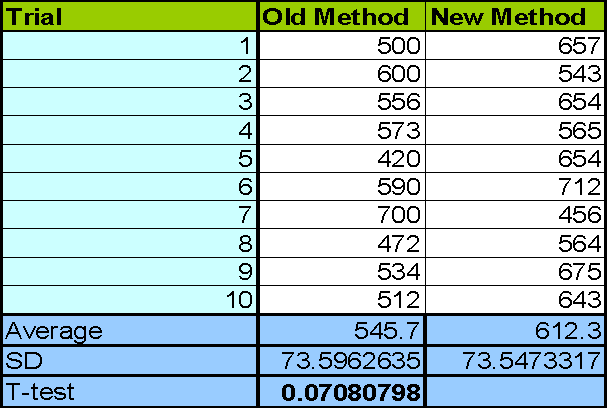 Trial Old Method New Method
1 500 657
2 600 543
3 556 654
4 573 565
5 420 654
6 590 712
7 700 456
8 472 564
9 534 675
10 512 643
Average 545.7 612.3
SD 73.5962635 73.5473317
T-test 0.07080798